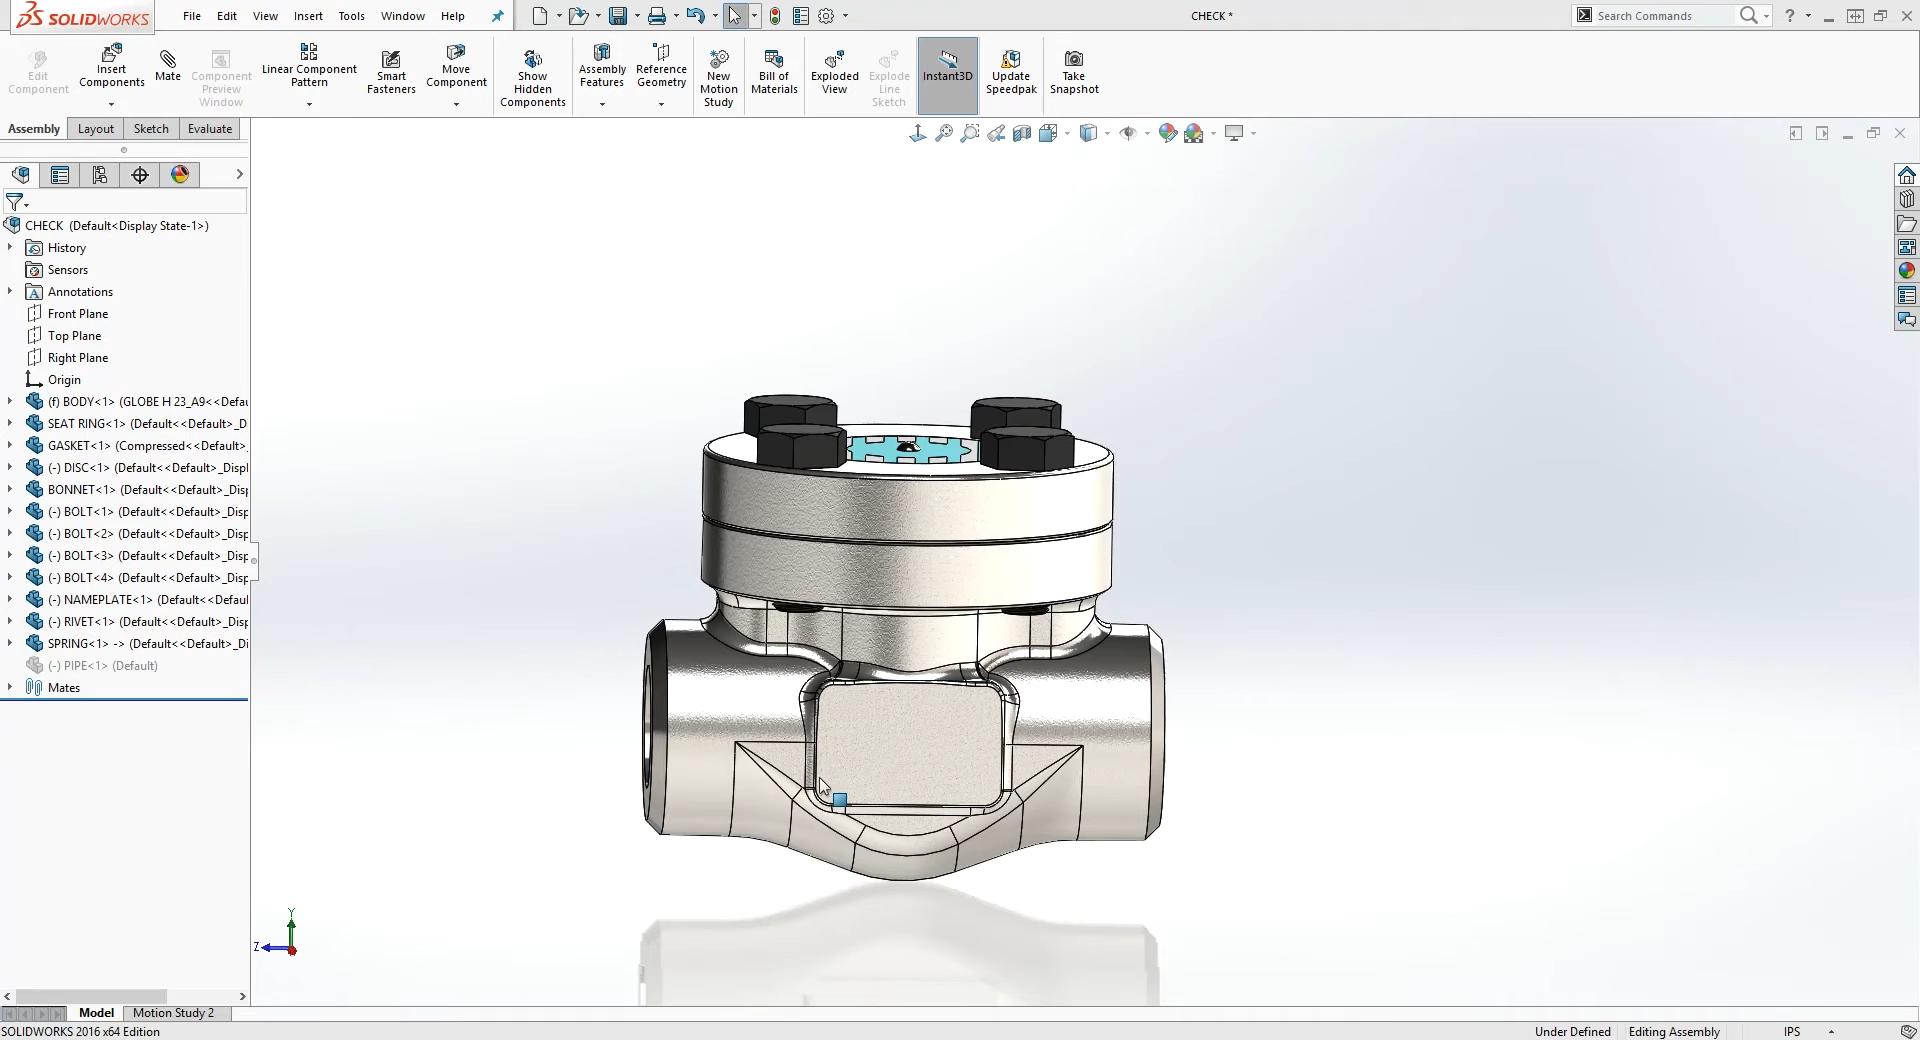 SOLIDWORKS
File Edit View Insert Tools Window Help
CHECK *
Search Commands
?
Edit Component
Insert Components
Mate
Component Preview Window
Linear Component Pattern
Smart Fasteners
Move Component
Show Hidden Components
Assembly Features
Reference Geometry
New Motion Study
Bill of Materials
Exploded View
Explode Line Sketch
Instant3D
Update Speedpak
Take Snapshot
Assembly Layout Sketch Evaluate
CHECK (Default<Display State-1>)
History
Sensors
Annotations
Front Plane
Top Plane
Right Plane
Origin
(f) BODY<1> (GLOBE H 23_A9<<Defau
SEAT RING<1> (Default<<Default>_D
GASKET<1> (Compressed<<Default>
(-) DISC<1> (Default<<Default>_Displ
BONNET<1> (Default<<Default>_Disp
(-) BOLT<1> (Default<<Default>_Disp
(-) BOLT<2> (Default<<Default>_Disp
(-) BOLT<3> (Default<<Default>_Disp
(-) BOLT<4> (Default<<Default>_Disp
(-) NAMEPLATE<1> (Default<<Defaul
(-) RIVET<1> (Default<<Default>_Disp
SPRING<1> -> (Default<<Default>_Di
(-) PIPE<1> (Default)
Mates
Y
Z
Model Motion Study 2
SOLIDWORKS 2016 x64 Edition
Under Defined Editing Assembly IPS